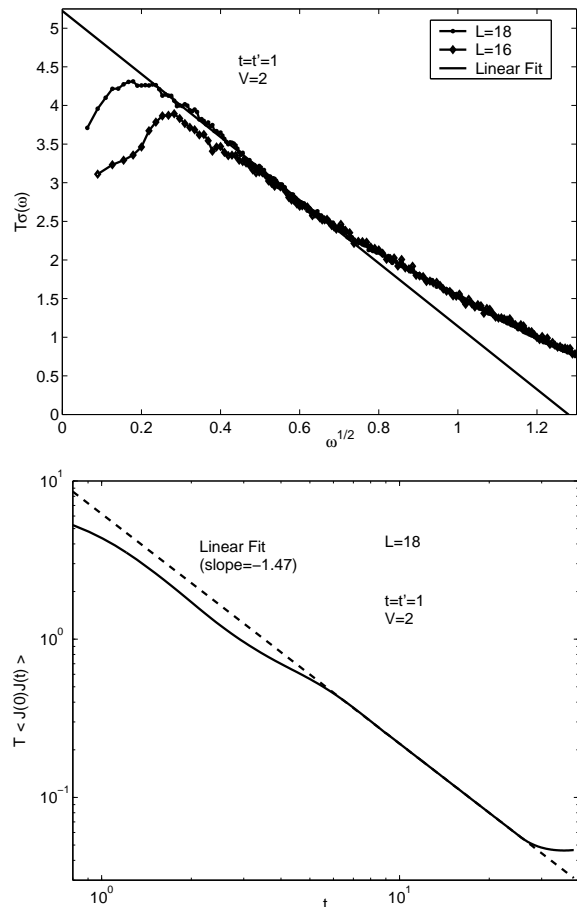 5
4.5
4
3.5
3
2.5
2
1.5
1
0.5
0
Tσ(ω)
t=t'=1
V=2
L=18
L=16
Linear Fit
0 0.2 0.4 0.6 0.8 1 1.2
ω^{1/2}
10^1
10^0
10^{−1}
T < J(0)J(t) >
Linear Fit
(slope=−1.47)
L=18
t=t'=1
V=2
10^0 10^1
t